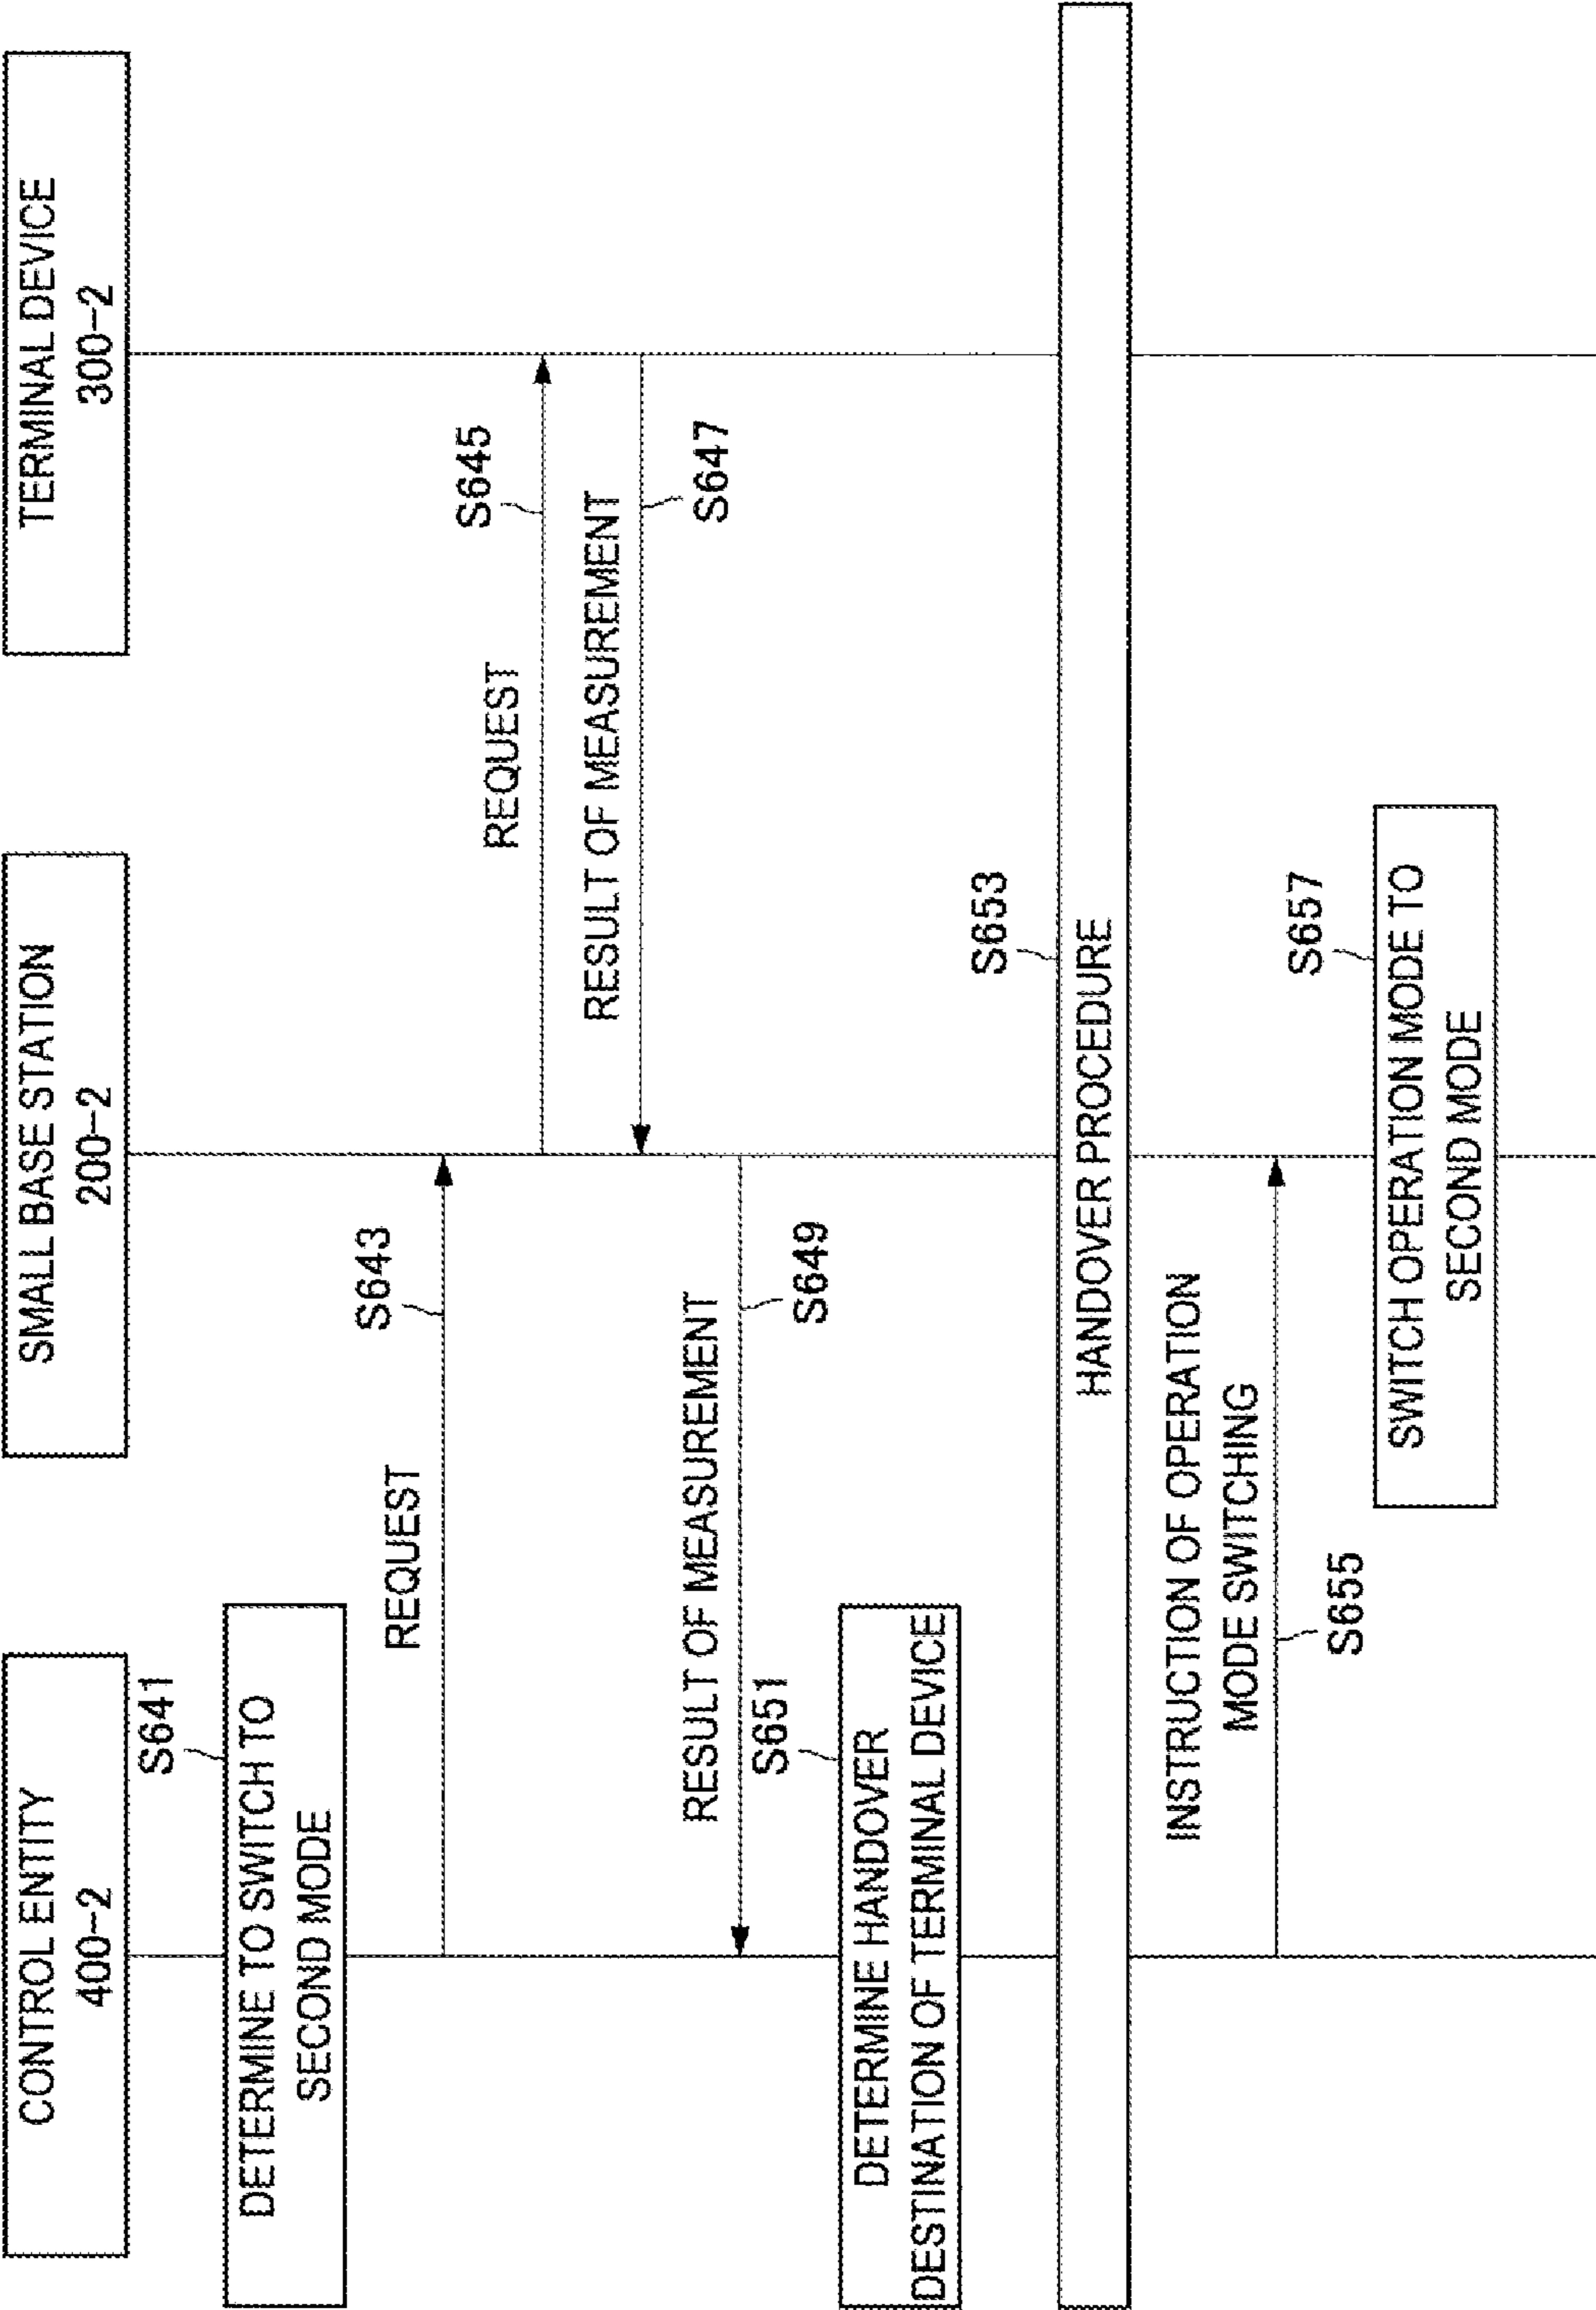 CONTROL ENTITY
400-2
SMALL BASE STATION
200-2
TERMINAL DEVICE
300-2
S641
DETERMINE TO SWITCH TO
SECOND MODE
REQUEST
S643
REQUEST
S645
RESULT OF MEASUREMENT
S647
RESULT OF MEASUREMENT
S649
S651
DETERMINE HANDOVER
DESTINATION OF TERMINAL DEVICE
S653
HANDOVER PROCEDURE
INSTRUCTION OF OPERATION
MODE SWITCHING
S655
S657
SWITCH OPERATION MODE TO
SECOND MODE